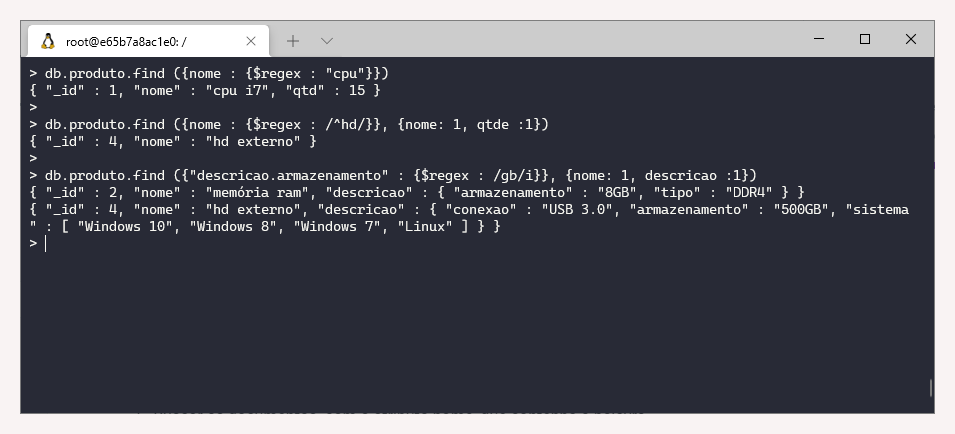 root@e65b7a8ac1e0: /
> db.produto.find ({nome : {$regex : "cpu"}})
{ "_id" : 1, "nome" : "cpu i7", "qtd" : 15 }
>
> db.produto.find ({nome : {$regex : /^hd/}}, {nome: 1, qtde :1})
{ "_id" : 4, "nome" : "hd externo" }
>
> db.produto.find ({"descricao.armazenamento" : {$regex : /gb/i}}, {nome: 1, descricao :1})
{ "_id" : 2, "nome" : "memória ram", "descricao" : { "armazenamento" : "8GB", "tipo" : "DDR4" } }
{ "_id" : 4, "nome" : "hd externo", "descricao" : { "conexao" : "USB 3.0", "armazenamento" : "500GB", "sistema
" : [ "Windows 10", "Windows 8", "Windows 7", "Linux" ] } }
>